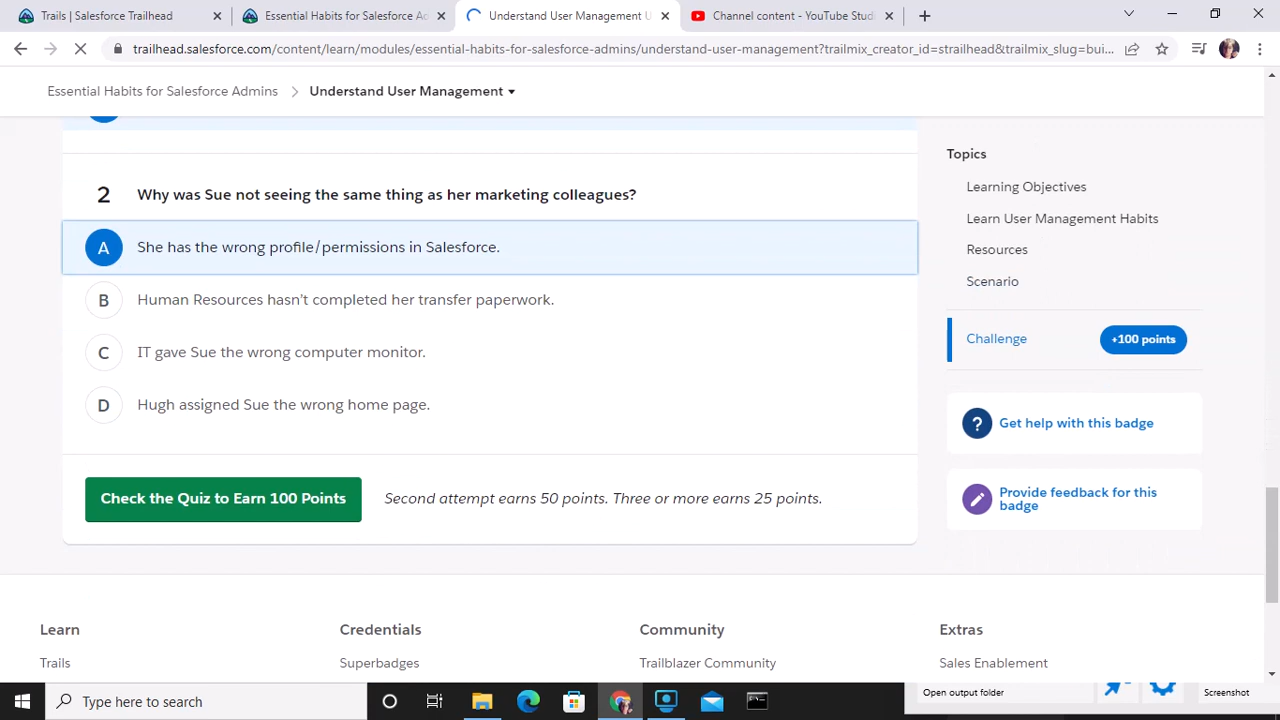 Trails | Salesforce Trailhead
Essential Habits for Salesforce Ad
Understand User Management U
Channel content - YouTube Studi
trailhead.salesforce.com/content/learn/modules/essential-habits-for-salesforce-admins/understand-user-management?trailmix_creator_id=strailhead&trailmix_slug=bui...
Essential Habits for Salesforce Admins
Understand User Management
2 Why was Sue not seeing the same thing as her marketing colleagues?
A She has the wrong profile/permissions in Salesforce.
B Human Resources hasn't completed her transfer paperwork.
C IT gave Sue the wrong computer monitor.
D Hugh assigned Sue the wrong home page.
Check the Quiz to Earn 100 Points
Second attempt earns 50 points. Three or more earns 25 points.
Topics
Learning Objectives
Learn User Management Habits
Resources
Scenario
Challenge
+100 points
? Get help with this badge
Provide feedback for this
badge
Learn
Trails
Credentials
Superbadges
Community
Trailblazer Community
Extras
Sales Enablement
Type here to search
Open output folder
Screenshot